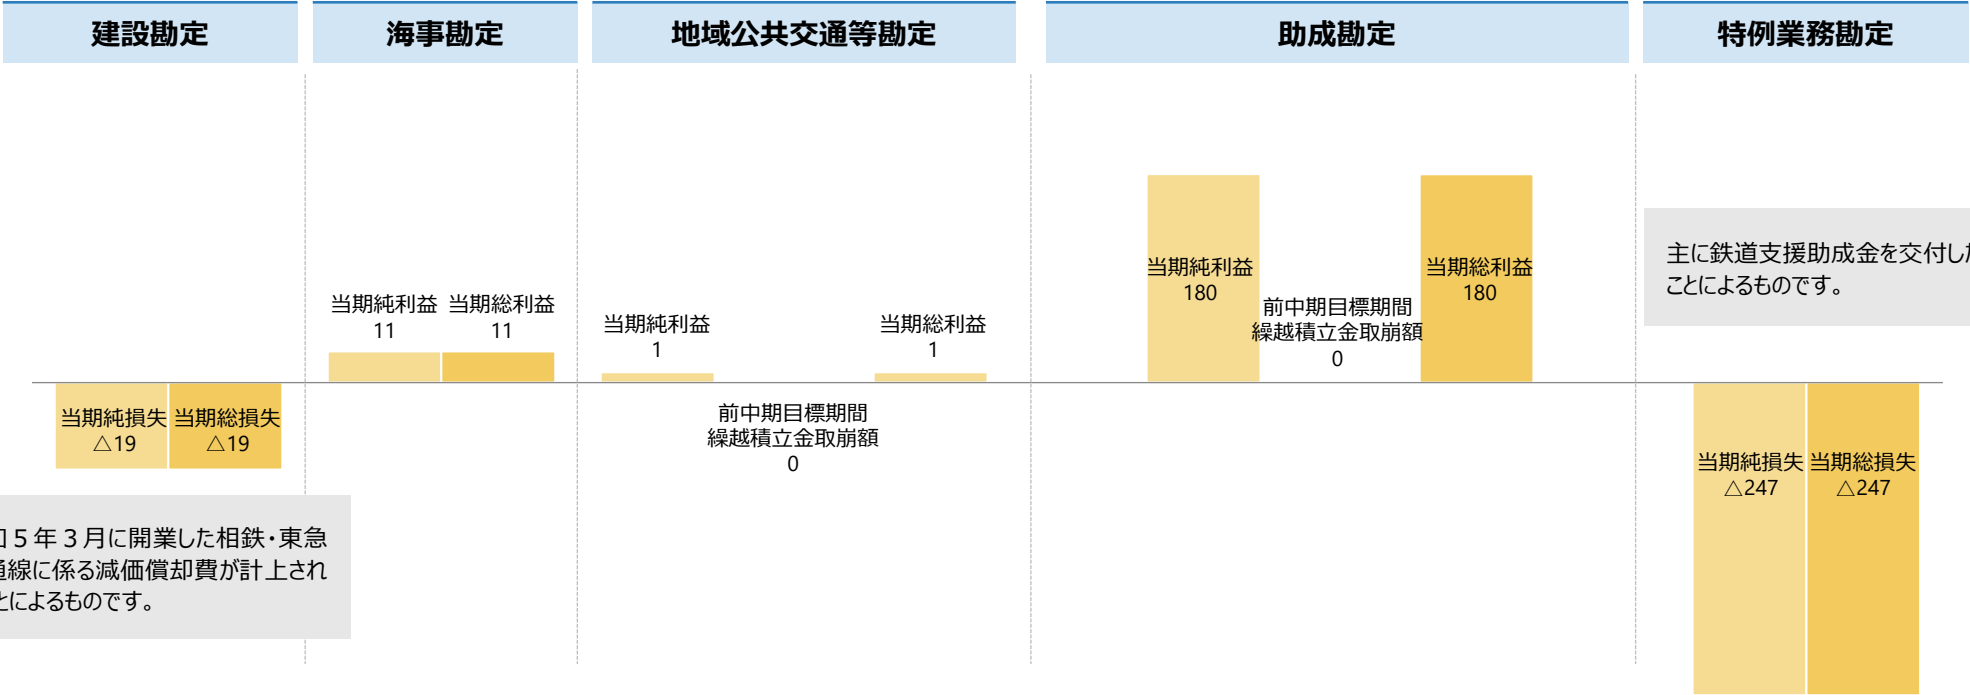 建設勘定
海事勘定
地域公共交通等勘定
助成勘定
特例業務勘定
当期純損失
△19
当期総損失
△19
５年３月に開業した相鉄・東急
線に係る減価償却費が計上され
とによるものです。
当期純利益
11
当期総利益
11
当期純利益
1
前中期目標期間
繰越積立金取崩額
0
当期総利益
1
当期純利益
180
前中期目標期間
繰越積立金取崩額
0
当期総利益
180
主に鉄道支援助成金を交付し
ことによるものです。
当期純損失
△247
当期総損失
△247